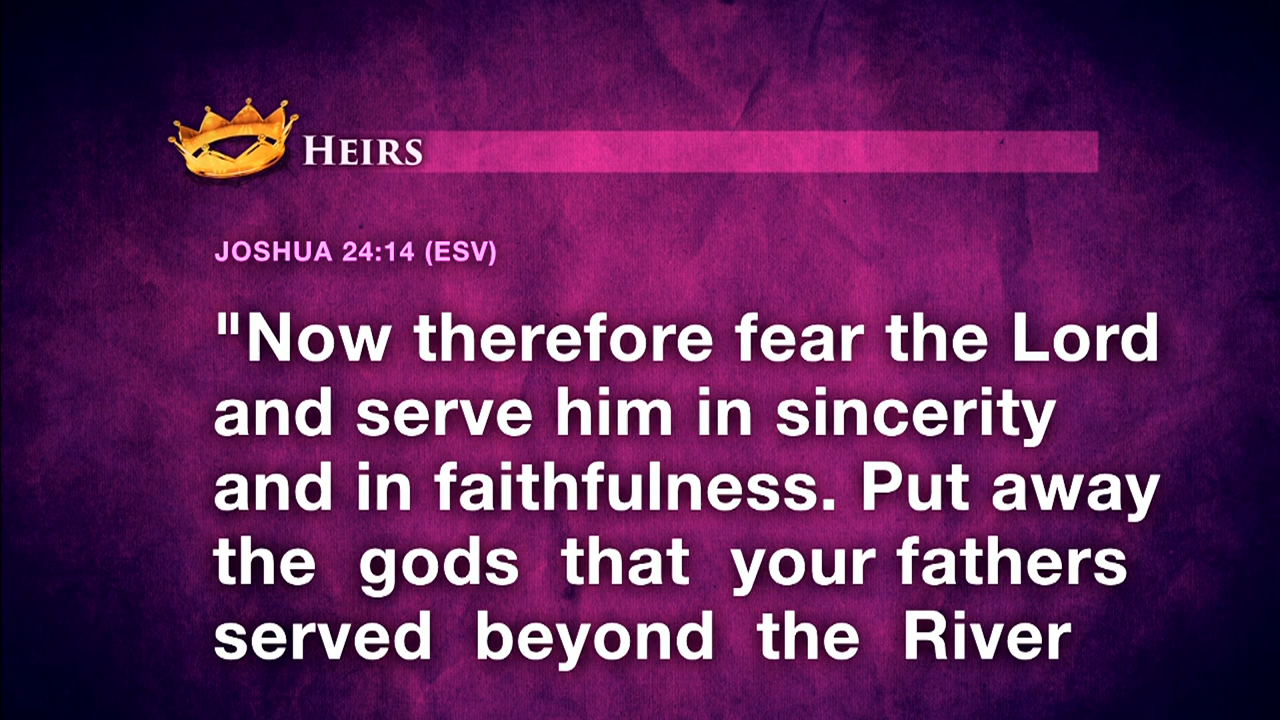 HEIRS
JOSHUA 24:14 (ESV)
"Now therefore fear the Lord
and serve him in sincerity
and in faithfulness. Put away
the gods that your fathers
served beyond the River